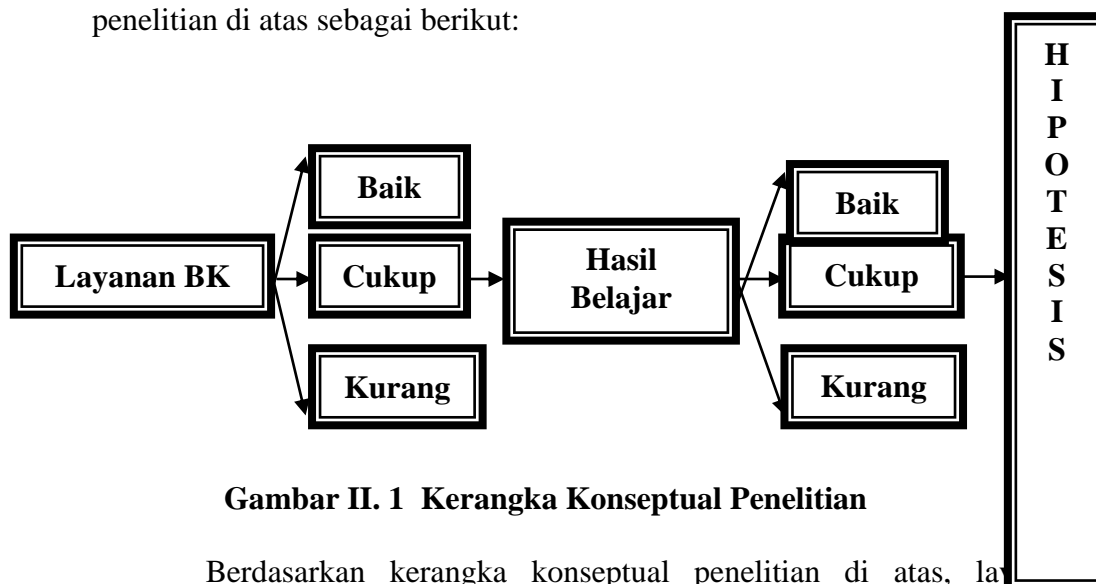 penelitian di atas sebagai berikut:
Layanan BK
Baik
Cukup
Kurang
Hasil
Belajar
Baik
Cukup
Kurang
H
I
P
O
T
E
S
I
S
Gambar II. 1 Kerangka Konseptual Penelitian
Berdasarkan kerangka konseptual penelitian di atas,